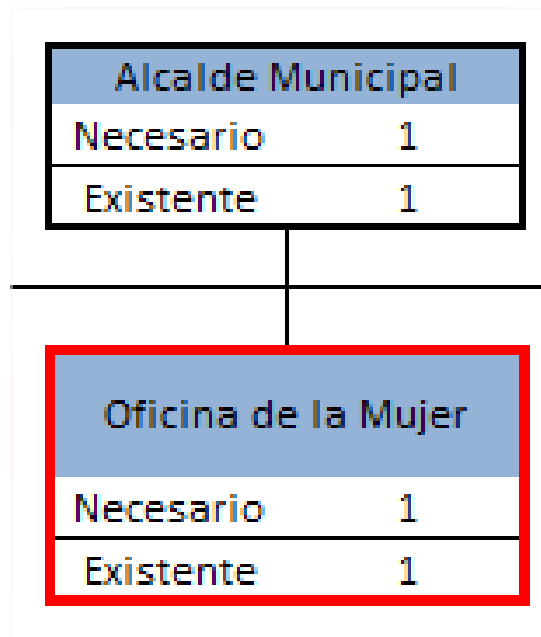 Alcalde Municipal
Necesario 1
Existente 1
Oficina de la Mujer
Necesario 1
Existente 1